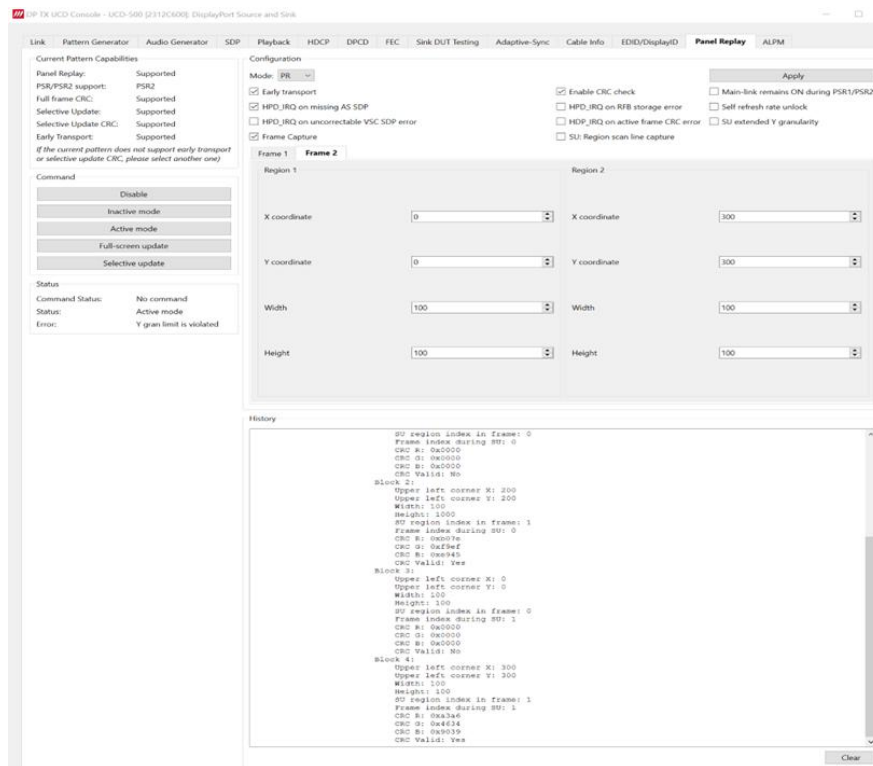 DP TX UCD Console - UCD-500 [2312C600]: DisplayPort Source and Sink
Link Pattern Generator Audio Generator SDP Playback HDCP DPCD FEC Sink DUT Testing Adaptive-Sync Cable Info EDID/DisplayID Panel Replay ALPM
Current Pattern Capabilities
Panel Replay: Supported
PSR/PSR2 support: PSR2
Full frame CRC: Supported
Selective Update: Supported
Selective Update CRC: Supported
Early Transport: Supported
If the current pattern does not support early transport
or selective update CRC, please select another one)
Command
Disable
Inactive mode
Active mode
Full-screen update
Selective update
Status
Command Status: No command
Status: Active mode
Error: Y gran limit is violated
Configuration
Mode: PR
Apply
Early transport
Enable CRC check
Main-link remains ON during PSR1/PSR2
HPD_IRQ on missing AS SDP
HPD_IRQ on RFB storage error
Self refresh rate unlock
HPD_IRQ on uncorrectable VSC SDP error
HDP_IRQ on active frame CRC error
SU extended Y granularity
Frame Capture
SU: Region scan line capture
Frame 1 Frame 2
Region 1
X coordinate 0
Y coordinate 0
Width 100
Height 100
Region 2
X coordinate 300
Y coordinate 300
Width 100
Height 100
History
SU region index in frame: 0
Frame index during SU: 0
CRC R: 0x0000
CRC G: 0x0000
CRC B: 0x0000
CRC Valid: No
Block 2:
Upper left corner X: 200
Upper left corner Y: 200
Width: 100
Height: 1000
SU region index in frame: 1
Frame index during SU: 0
CRC R: 0xb07e
CRC G: 0xf9ef
CRC B: 0xe945
CRC Valid: Yes
Block 3:
Upper left corner X: 0
Upper left corner Y: 0
Width: 100
Height: 100
SU region index in frame: 0
Frame index during SU: 1
CRC R: 0x0000
CRC G: 0x0000
CRC B: 0x0000
CRC Valid: No
Block 4:
Upper left corner X: 300
Upper left corner Y: 300
Width: 100
Height: 100
SU region index in frame: 1
Frame index during SU: 1
CRC R: 0xa3a6
CRC G: 0x4634
CRC B: 0x9039
CRC Valid: Yes
Clear